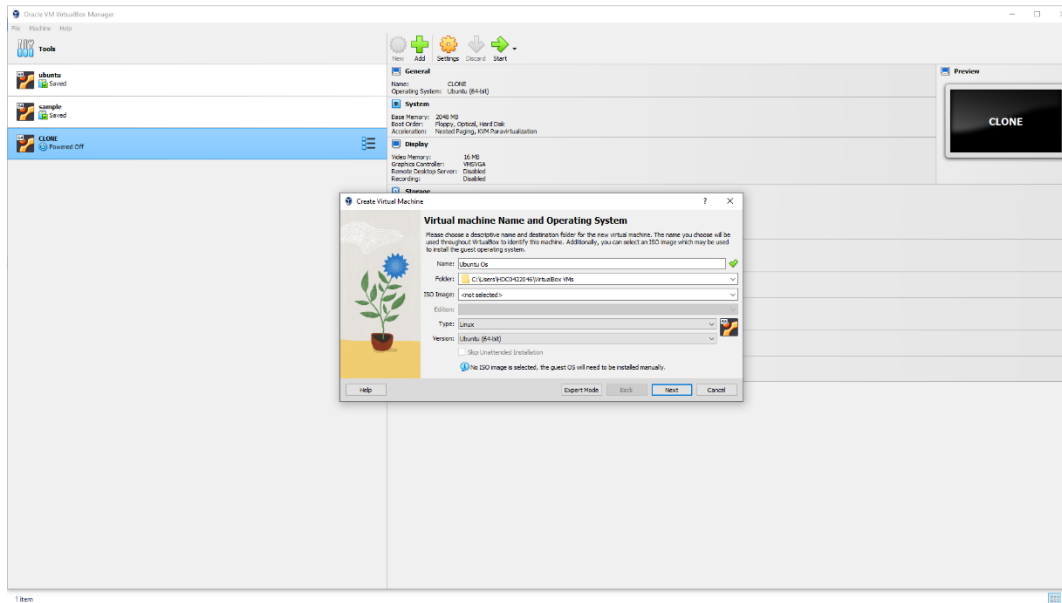 Oracle VM VirtualBox Manager
File Machine Help
Tools
New Add Settings Discard Start
ubuntu
Saved
sample
Saved
CLONE
Powered Off
General
Name: CLONE
Operating System: Ubuntu (64-bit)
System
Base Memory: 2048 MB
Boot Order: Floppy, Optical, Hard Disk
Acceleration: Nested Paging, KVM Paravirtualization
Display
Video Memory: 16 MB
Graphics Controller: VMSVGA
Remote Desktop Server: Disabled
Recording: Disabled
Storage
Preview
CLONE
Create Virtual Machine ?
Virtual machine Name and Operating System
Please choose a descriptive name and destination folder for the new virtual machine. The name you choose will be
used throughout VirtualBox to identify this machine. Additionally, you can select an ISO image which may be used
to install the guest operating system.
Name: Ubuntu Os
Folder: C:\Users\HDC0422046\VirtualBox VMs
ISO Image: <not selected>
Edition:
Type: Linux
Version: Ubuntu (64-bit)
Skip Unattended Installation
No ISO image is selected, the guest OS will need to be installed manually.
Help Expert Mode Back Next Cancel
1 item